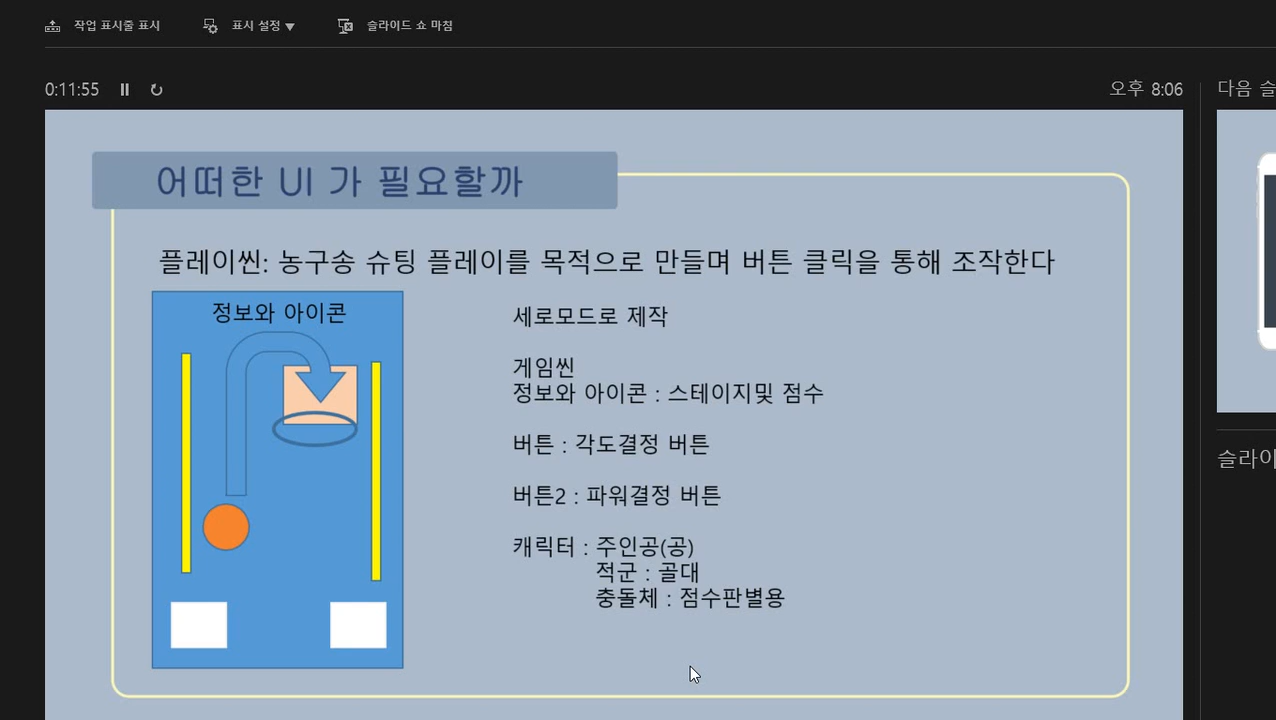 작업 표시줄 표시 표시 설정 슬라이드 쇼 마침
0:11:55 오후 8:06 다음 슬
어떠한 UI 가 필요할까
플레이씬: 농구송 슈팅 플레이를 목적으로 만들며 버튼 클릭을 통해 조작한다
정보와 아이콘
세로모드로 제작
게임씬
정보와 아이콘 : 스테이지및 점수
버튼 : 각도결정 버튼
버튼2 : 파워결정 버튼
캐릭터 : 주인공(공)
적군 : 골대
충돌체 : 점수판별용
슬라이